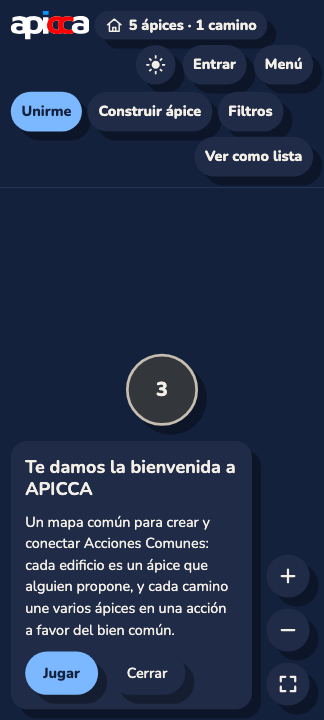 apicca
5 ápices · 1 camino
Entrar
Menú
Unirme
Construir ápice
Filtros
Ver como lista
3
Te damos la bienvenida a
APICCA
Un mapa común para crear y
conectar Acciones Comunes:
cada edificio es un ápice que
alguien propone, y cada camino
une varios ápices en una acción
a favor del bien común.
Jugar
Cerrar